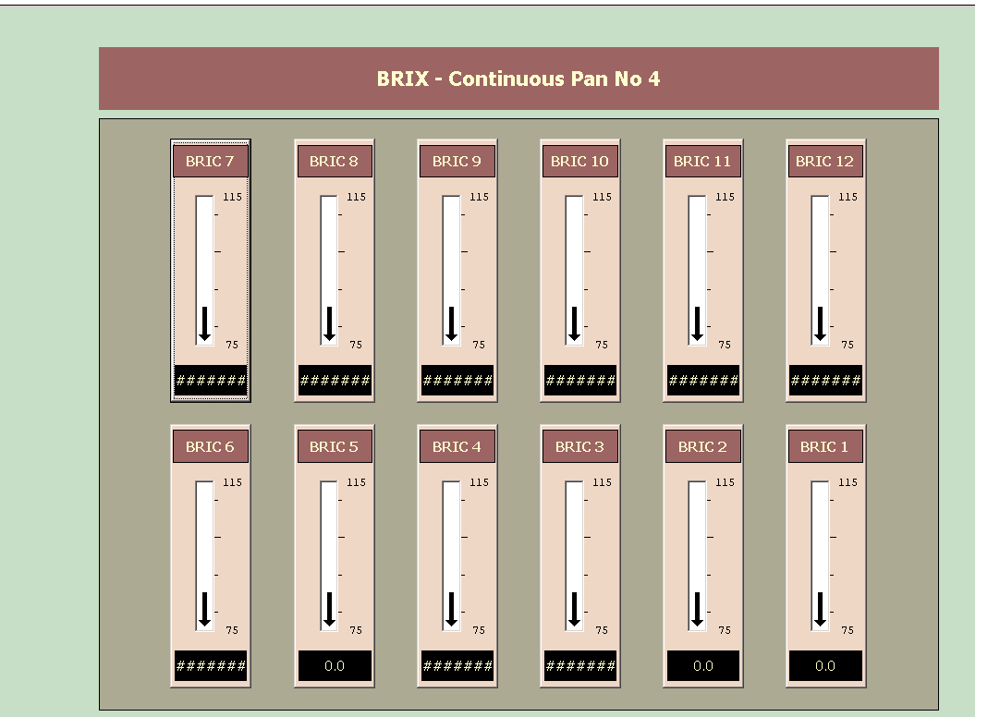 BRIX - Continuous Pan No 4
BRIC 7 BRIC 8 BRIC 9 BRIC 10 BRIC 11 BRIC 12
115 115 115 115 115 115
75 75 75 75 75 75
####### ####### ####### ####### ####### #######
BRIC 6 BRIC 5 BRIC 4 BRIC 3 BRIC 2 BRIC 1
115 115 115 115 115 115
75 75 75 75 75 75
####### 0.0 ####### ####### 0.0 0.0